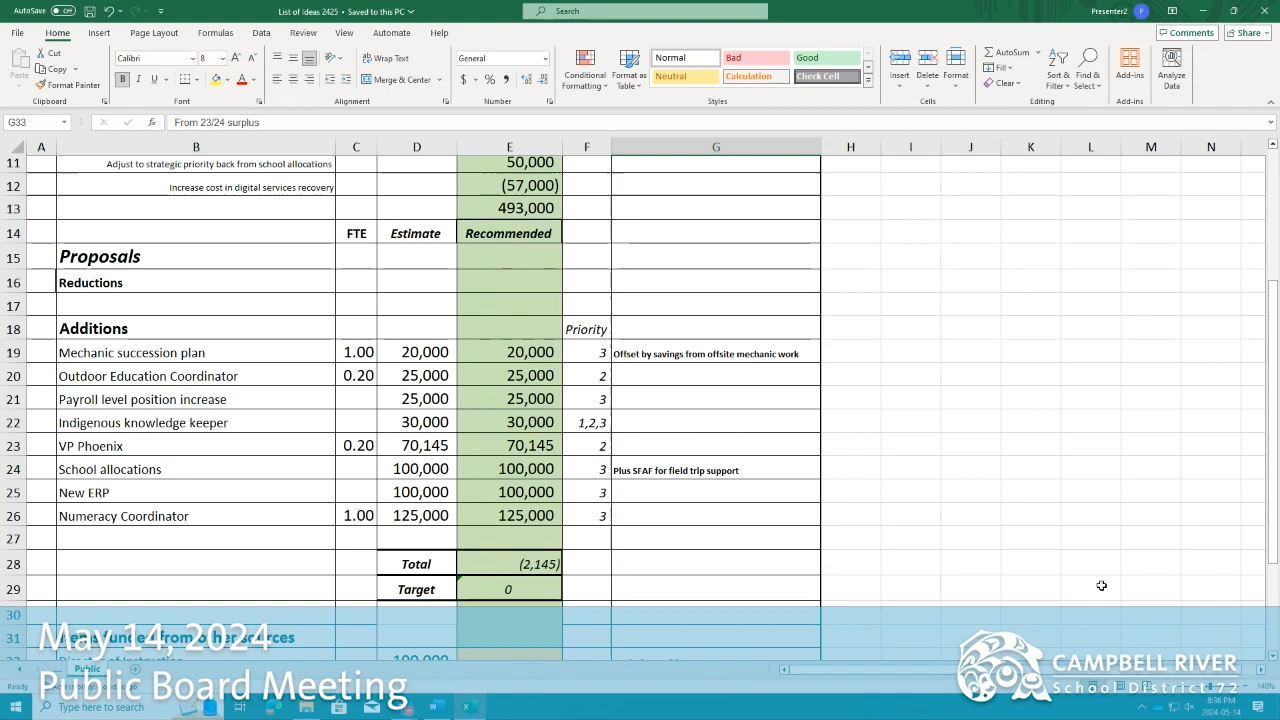 AutoSave Off List of Ideas 2425 • Saved to this PC Search Presenter2 P
File Home Insert Page Layout Formulas Data Review View Automate Help Comments Share
Paste Cut Copy Format Painter Clipboard
Calibri B I U A A Font
Wrap Text Merge & Center Alignment
General $ % , Number
Conditional Formatting Format as Table Normal Bad Good Neutral Calculation Check Cell Styles
Insert Delete Format Cells
AutoSum Fill Clear Sort & Filter Find & Select Editing
Add-ins Add-ins
Analyze Data
G33 fx From 23/24 surplus
A B C D E F G H I J K L M N
11 Adjust to strategic priority back from school allocations 50,000
12 Increase cost in digital services recovery (57,000)
13 493,000
14 FTE Estimate Recommended
15 Proposals
16 Reductions
17
18 Additions Priority
19 Mechanic succession plan 1.00 20,000 20,000 3 Offset by savings from offsite mechanic work
20 Outdoor Education Coordinator 0.20 25,000 25,000 2
21 Payroll level position increase 25,000 25,000 3
22 Indigenous knowledge keeper 30,000 30,000 1,2,3
23 VP Phoenix 0.20 70,145 70,145 2
24 School allocations 100,000 100,000 3 Plus SFAF for field trip support
25 New ERP 100,000 100,000 3
26 Numeracy Coordinator 1.00 125,000 125,000 3
27
28 Total (2,145)
29 Target 0
30
31 funded from other sources
May 14, 2024
Public Board Meeting
CAMPBELL RIVER
School District 72
Public
Ready 140%
Type here to search 8:36 PM
2024-05-14